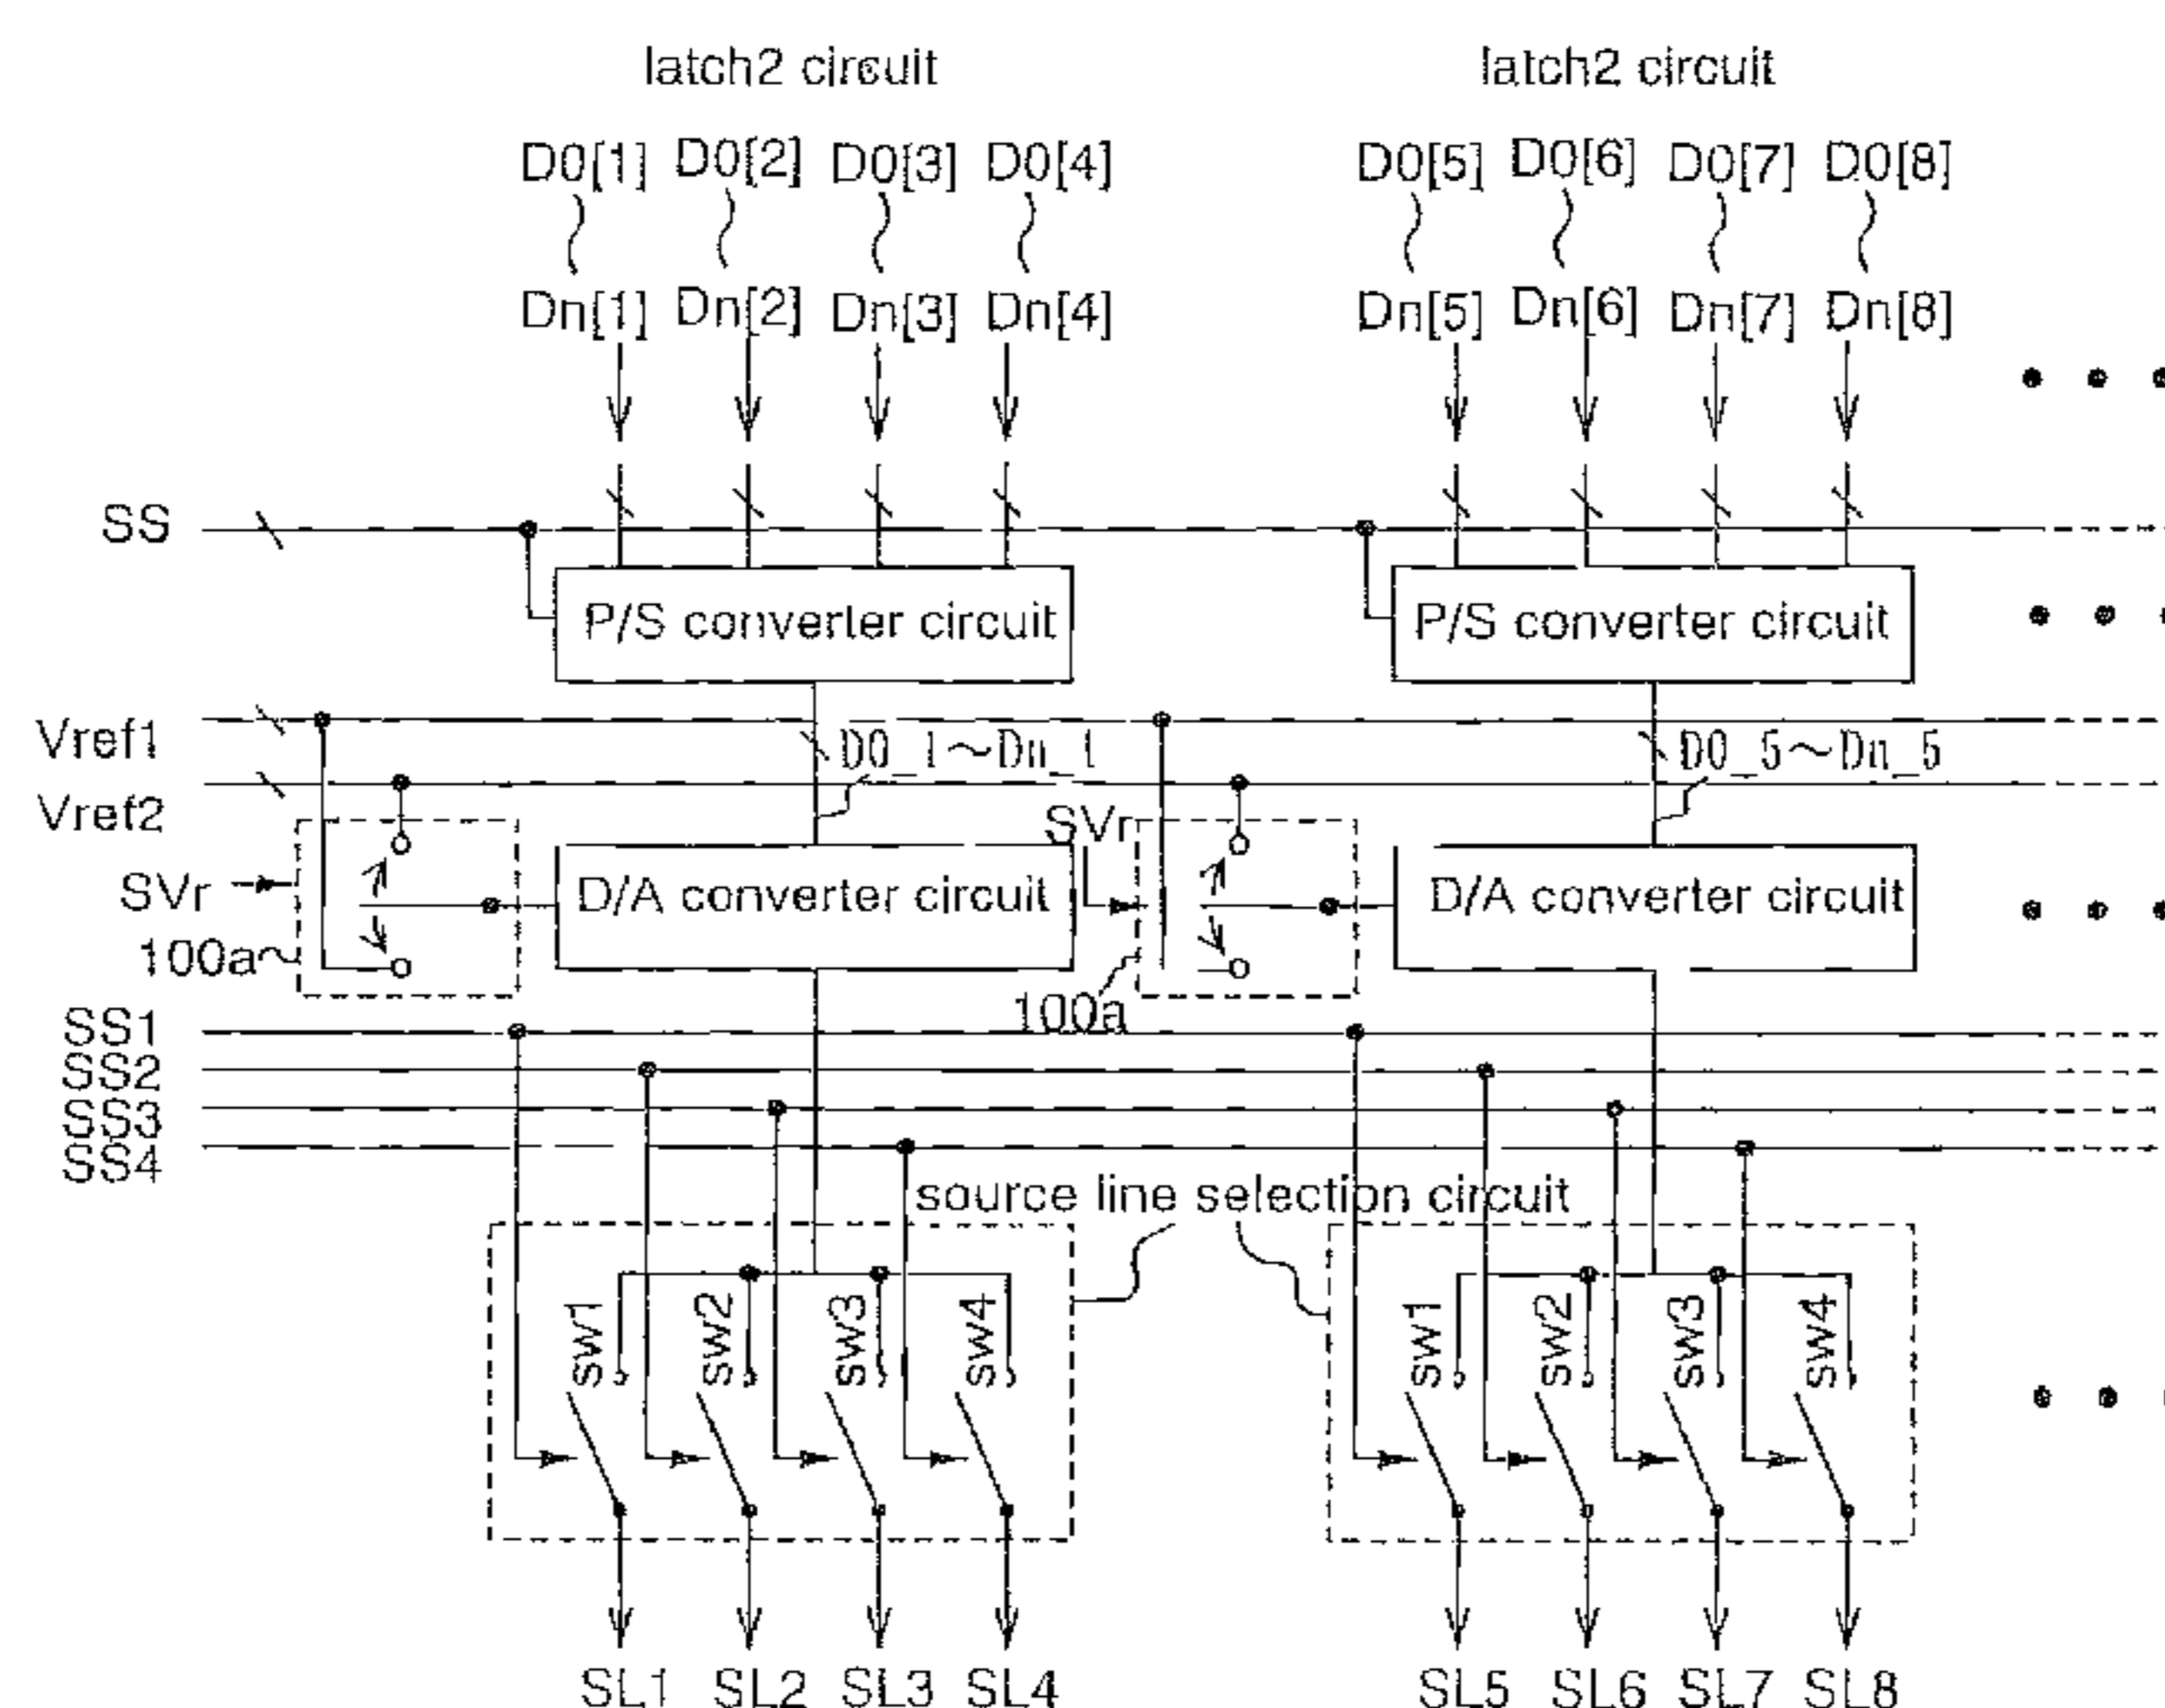 latch2 circuit latch2 circuit
D0[1] D0[2] D0[3] D0[4] D0[5] D0[6] D0[7] D0[8]
Dn[1] Dn[2] Dn[3] Dn[4] Dn[5] Dn[6] Dn[7] Dn[8]
SS
P/S converter circuit P/S converter circuit
Vref1
D0_1~Dn_1 D0_5~Dn_5
Vref2
SVr
SVr
D/A converter circuit D/A converter circuit
100a
100a
SS1
SS2
SS3
SS4
source line selection circuit
sw1 sw2 sw3 sw4 sw1 sw2 sw3 sw4
SL1 SL2 SL3 SL4 SL5 SL6 SL7 SL8